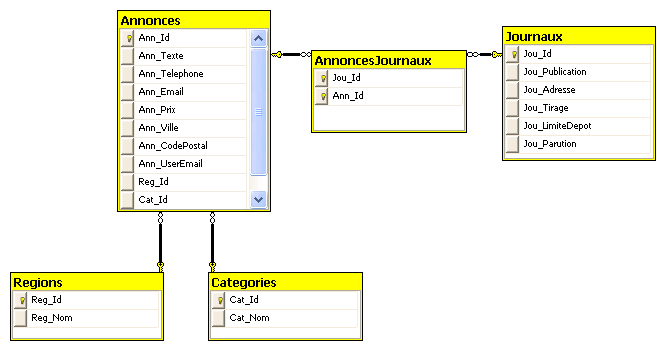 Annonces
Ann_Id
Ann_Texte
Ann_Telephone
Ann_Email
Ann_Prix
Ann_Ville
Ann_CodePostal
Ann_UserEmail
Reg_Id
Cat_Id
AnnoncesJournaux
Jou_Id
Ann_Id
Journaux
Jou_Id
Jou_Publication
Jou_Adresse
Jou_Tirage
Jou_LimiteDepot
Jou_Parution
Regions
Reg_Id
Reg_Nom
Categories
Cat_Id
Cat_Nom